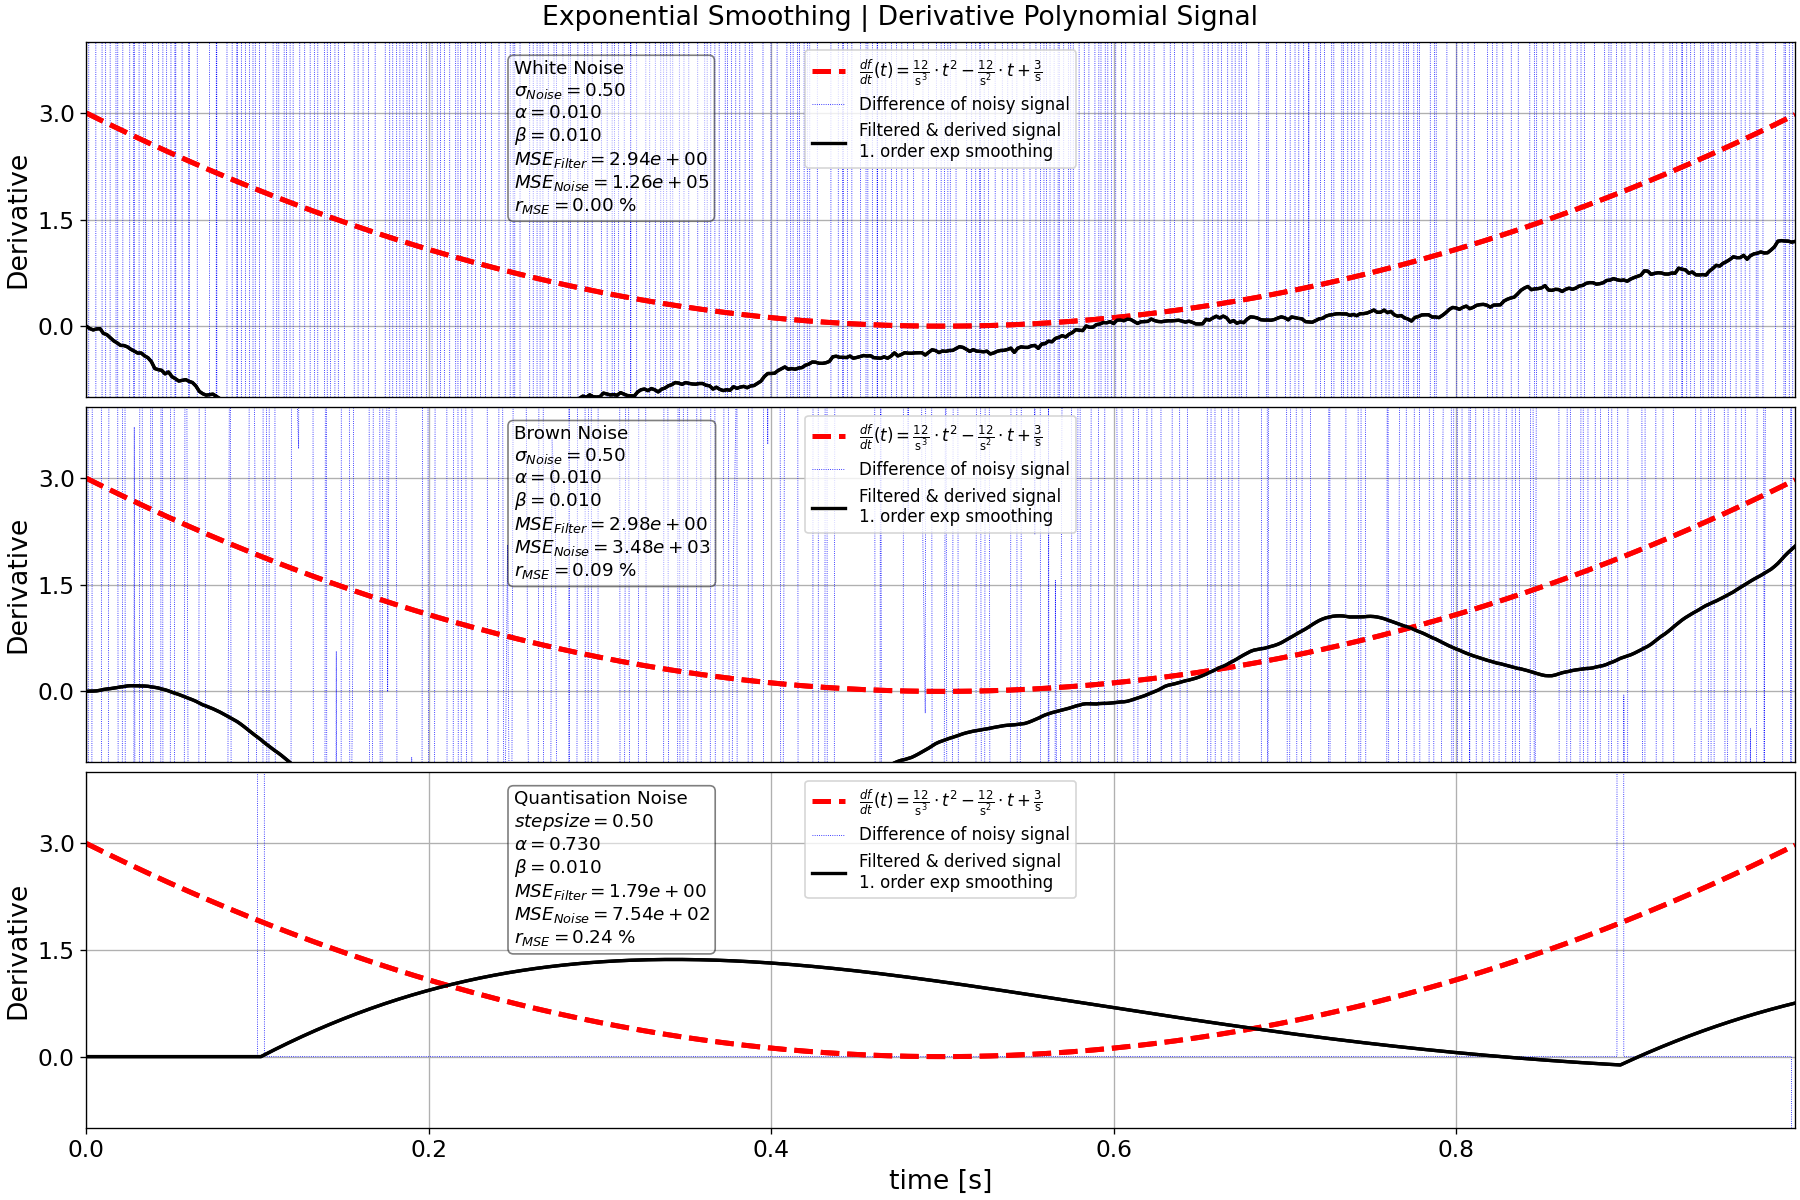 Exponential Smoothing | Derivative Polynomial Signal
Derivative
3.0
1.5
0.0
White Noise
σ_Noise = 0.50
α = 0.010
β = 0.010
MSE_Filter = 2.94e + 00
MSE_Noise = 1.26e + 05
r_MSE = 0.00 %
df/dt(t) = 12/s³ · t² − 12/s² · t + 3/s
Difference of noisy signal
Filtered & derived signal
1. order exp smoothing
Derivative
3.0
1.5
0.0
Brown Noise
σ_Noise = 0.50
α = 0.010
β = 0.010
MSE_Filter = 2.98e + 00
MSE_Noise = 3.48e + 03
r_MSE = 0.09 %
df/dt(t) = 12/s³ · t² − 12/s² · t + 3/s
Difference of noisy signal
Filtered & derived signal
1. order exp smoothing
Derivative
3.0
1.5
0.0
Quantisation Noise
stepsize = 0.50
α = 0.730
β = 0.010
MSE_Filter = 1.79e + 00
MSE_Noise = 7.54e + 02
r_MSE = 0.24 %
df/dt(t) = 12/s³ · t² − 12/s² · t + 3/s
Difference of noisy signal
Filtered & derived signal
1. order exp smoothing
0.0 0.2 0.4 0.6 0.8
time [s]